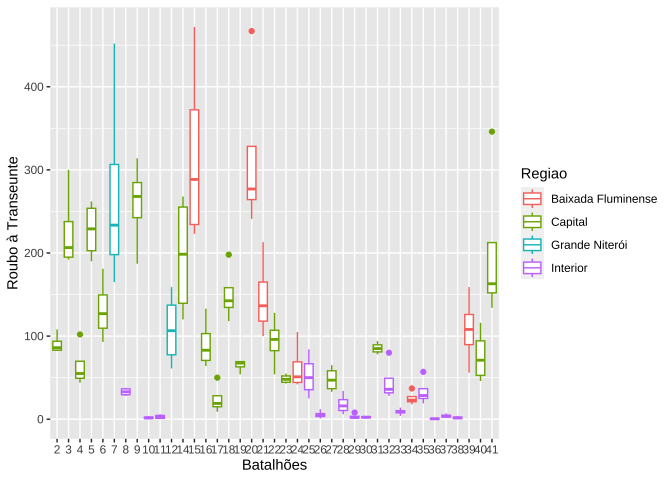 400
300
200
100
0
Roubo à Transeunte
2 3 4 5 6 7 8 9 10 11 12 14 15 16 17 18 19 20 21 22 23 24 25 26 27 28 29 30 31 32 33 34 35 36 37 38 39 40 41
Batalhões
Regiao
Baixada Fluminense
Capital
Grande Niterói
Interior